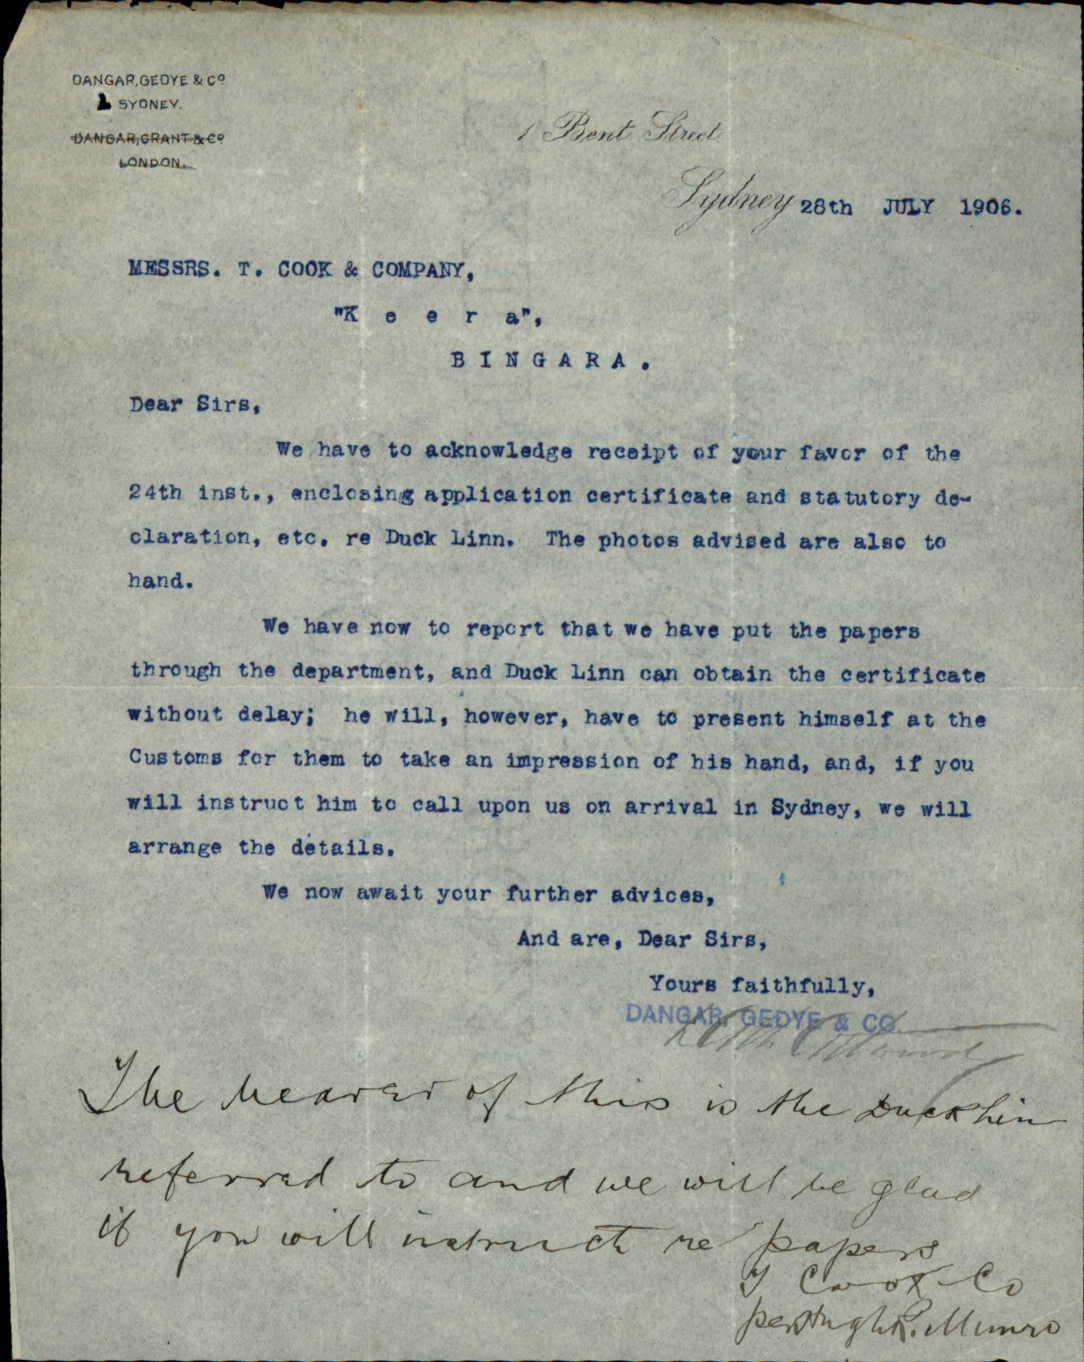 DANGAR, GEDYE & Co
SYDNEY.
DANGAR, GRANT & Co
LONDON.
1 Bent Street
Sydney 28th JULY 1906.
MESSRS. T. COOK & COMPANY,
"K e e r a",
B I N G A R A .
Dear Sirs,
We have to acknowledge receipt of your favor of the
24th inst., enclosing application certificate and statutory de-
claration, etc. re Duck Linn. The photos advised are also to
hand.
We have now to report that we have put the papers
through the department, and Duck Linn can obtain the certificate
without delay; he will, however, have to present himself at the
Customs for them to take an impression of his hand, and, if you
will instruct him to call upon us on arrival in Sydney, we will
arrange the details.
We now await your further advices,
And are, Dear Sirs,
Yours faithfully,
DANGAR, GEDYE & CO.
The bearer of this is the Duck Lin
referred to and we will be glad
if you will instruct re papers
T Cook Co
per Hugh R. Munro